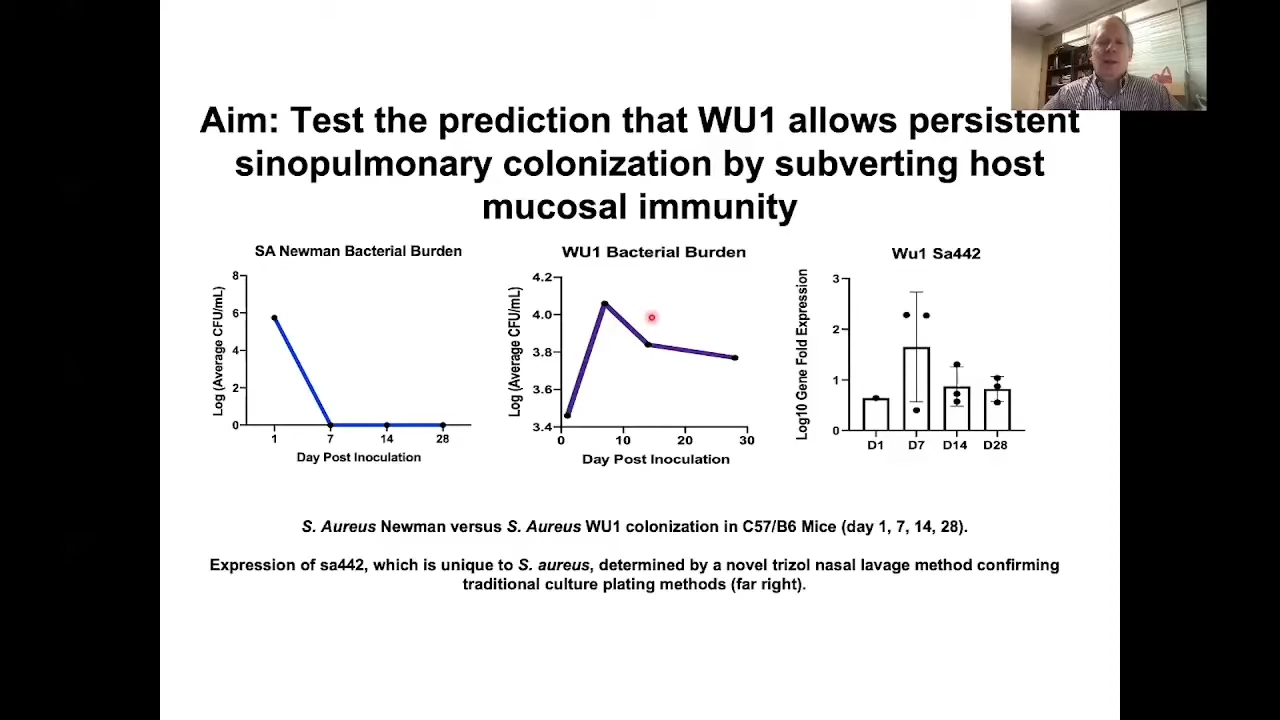 Aim: Test the prediction that WU1 allows persistent
sinopulmonary colonization by subverting host
mucosal immunity
SA Newman Bacterial Burden
Log (Average CFU/mL)
8
6
4
2
0
1 7 14 28
Day Post Inoculation
WU1 Bacterial Burden
Log (Average CFU/mL)
4.2
4.0
3.8
3.6
3.4
0 10 20 30
Day Post Inoculation
Wu1 Sa442
Log10 Gene Fold Expression
3
2
1
0
D1 D7 D14 D28
S. Aureus Newman versus S. Aureus WU1 colonization in C57/B6 Mice (day 1, 7, 14, 28).
Expression of sa442, which is unique to S. aureus, determined by a novel trizol nasal lavage method confirming
traditional culture plating methods (far right).